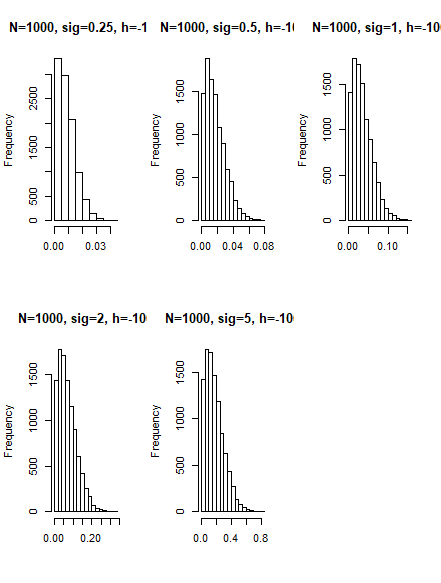 N=1000, sig=0.25, h=-1
Frequency
0
500
1500
2500
0.00 0.03
N=1000, sig=0.5, h=-10
Frequency
0
500
1000
1500
0.00 0.04 0.08
N=1000, sig=1, h=-10
Frequency
0
500
1000
1500
0.00 0.10
N=1000, sig=2, h=-10
Frequency
0
500
1500
0.00 0.20
N=1000, sig=5, h=-10
Frequency
0
500
1000
1500
0.0 0.4 0.8